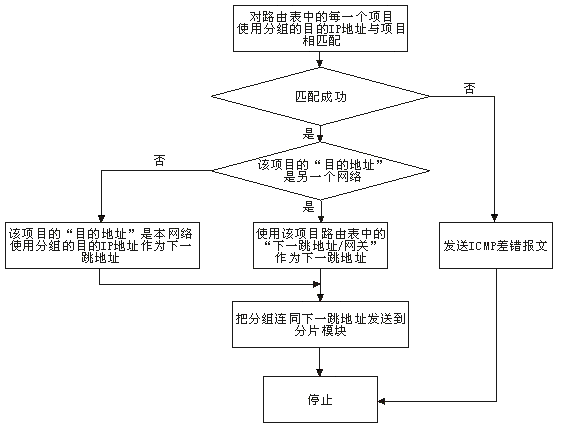 对路由表中的每一个项目
使用分组的目的IP地址与项目
相匹配
匹配成功
否
是
该项目的“目的地址”
是另一个网络
否
是
该项目的“目的地址”是本网络
使用分组的目的IP地址作为下一
跳地址
使用该项目路由表中的
“下一跳地址/网关”
作为下一跳地址
发送ICMP差错报文
把分组连同下一跳地址发送到
分片模块
停止